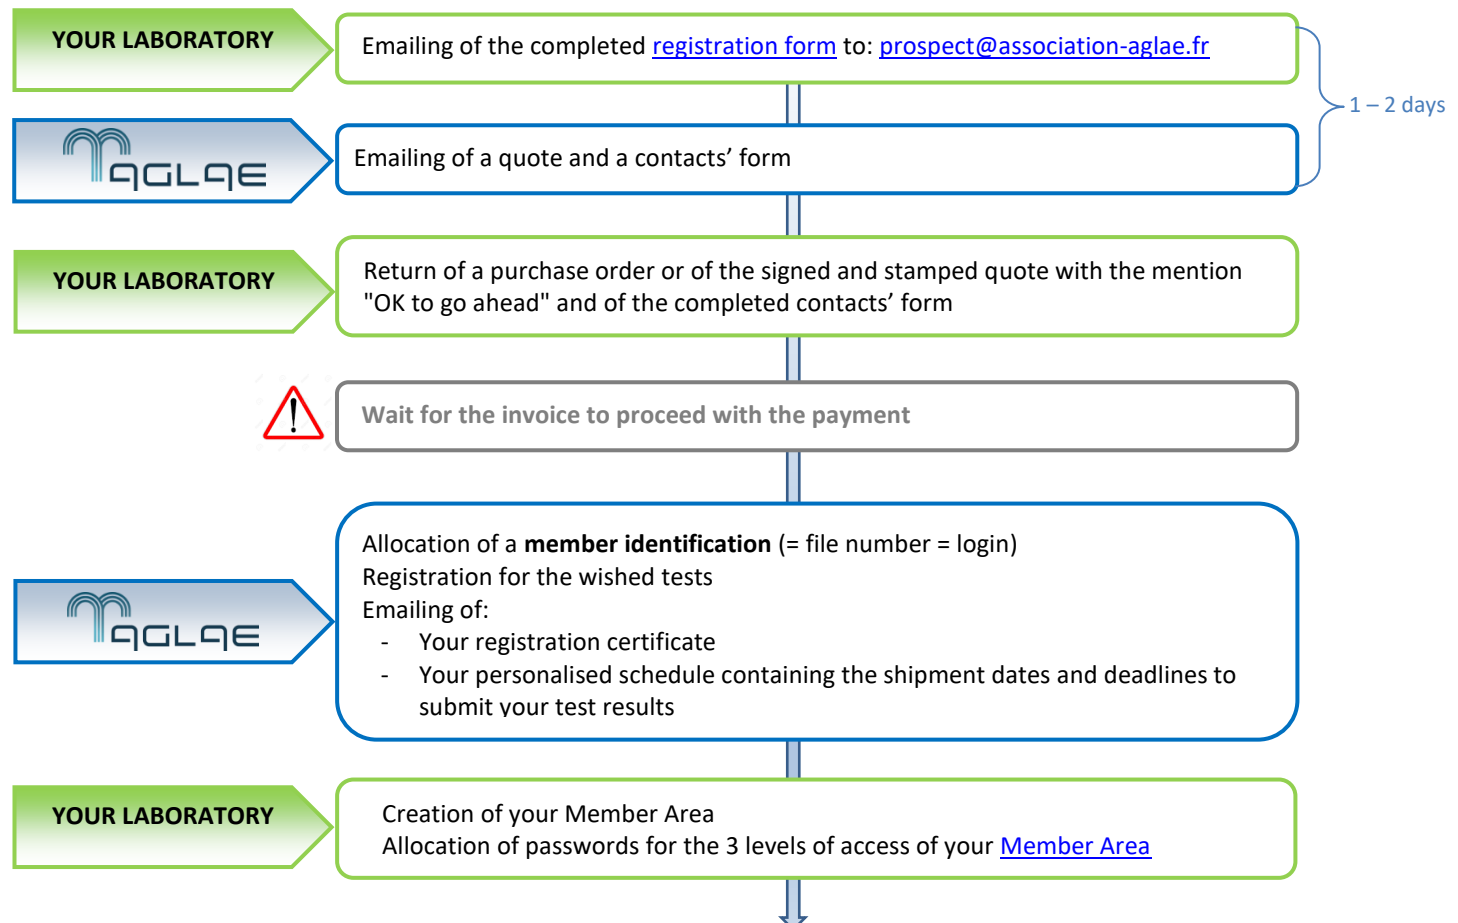 YOUR LABORATORY
Emailing of the completed registration form to: prospect@association-aglae.fr
1 – 2 days
AGLAE
Emailing of a quote and a contacts’ form
YOUR LABORATORY
Return of a purchase order or of the signed and stamped quote with the mention
"OK to go ahead" and of the completed contacts’ form
!
Wait for the invoice to proceed with the payment
AGLAE
Allocation of a member identification (= file number = login)
Registration for the wished tests
Emailing of:
- Your registration certificate
- Your personalised schedule containing the shipment dates and deadlines to
submit your test results
YOUR LABORATORY
Creation of your Member Area
Allocation of passwords for the 3 levels of access of your Member Area